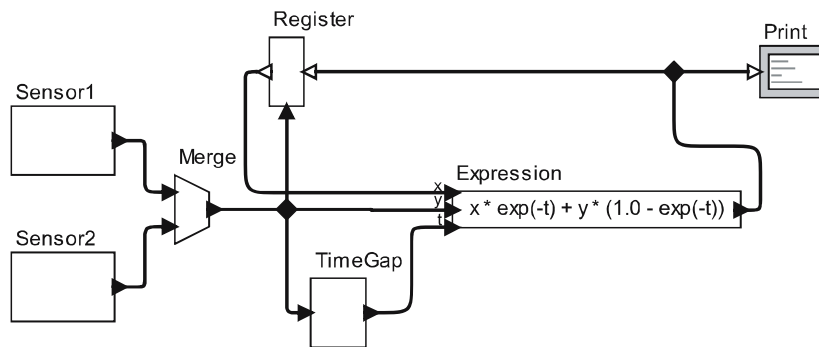 Register
Print
Sensor1
Merge
Expression
x
y
t
x * exp(-t) + y * (1.0 - exp(-t))
Sensor2
TimeGap